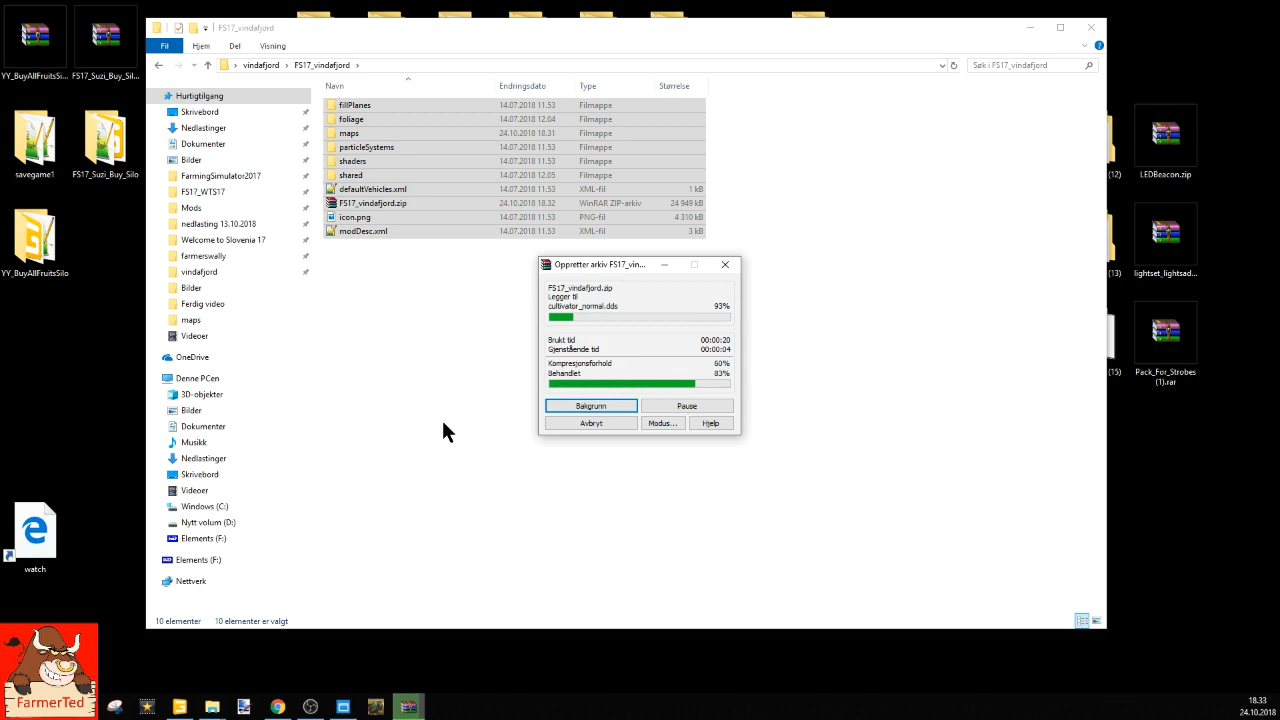 FS17_vindafjord
Fil Hjem Del Visning
vindafjord FS17_vindafjord
Søk i FS17_vindafjord
Navn Endringsdato Type Størrelse
fillPlanes 14.07.2018 11.53 Filmappe
foliage 14.07.2018 12.04 Filmappe
maps 24.10.2018 18.31 Filmappe
particleSystems 14.07.2018 11.53 Filmappe
shaders 14.07.2018 11.53 Filmappe
shared 14.07.2018 12.05 Filmappe
defaultVehicles.xml 14.07.2018 11.53 XML-fil 1 kB
FS17_vindafjord.zip 24.10.2018 18.32 WinRAR ZIP-arkiv 24 949 kB
icon.png 14.07.2018 11.53 PNG-fil 4 310 kB
modDesc.xml 14.07.2018 11.53 XML-fil 3 kB
Hurtigtilgang
Skrivebord
Nedlastinger
Dokumenter
Bilder
FarmingSimulator2017
FS17_WTS17
Mods
nedlasting 13.10.2018
Welcome to Slovenia 17
farmerswally
vindafjord
Bilder
Ferdig video
maps
Videoer
OneDrive
Denne PCen
3D-objekter
Bilder
Dokumenter
Musikk
Nedlastinger
Skrivebord
Videoer
Windows (C:)
Nytt volum (D:)
Elements (F:)
Elements (F:)
Nettverk
10 elementer 10 elementer er valgt
Oppretter arkiv FS17_vin...
FS17_vindafjord.zip
Legger til
cultivator_normal.dds 93%
Brukt tid 00:00:20
Gjenstående tid 00:00:04
Kompresjonsforhold 60%
Behandlet 83%
Bakgrunn Pause
Avbryt Modus... Hjelp
YY_BuyAllFruitsSi...
FS17_Suzi_Buy_Sil...
savegame1
FS17_Suzi_Buy_Silo
YY_BuyAllFruitsSilo
watch
(12)
LEDBeacon.zip
(13)
lightset_lightsad...
(15)
Pack_For_Strobes
(1).rar
FarmerTed
18.33
24.10.2018